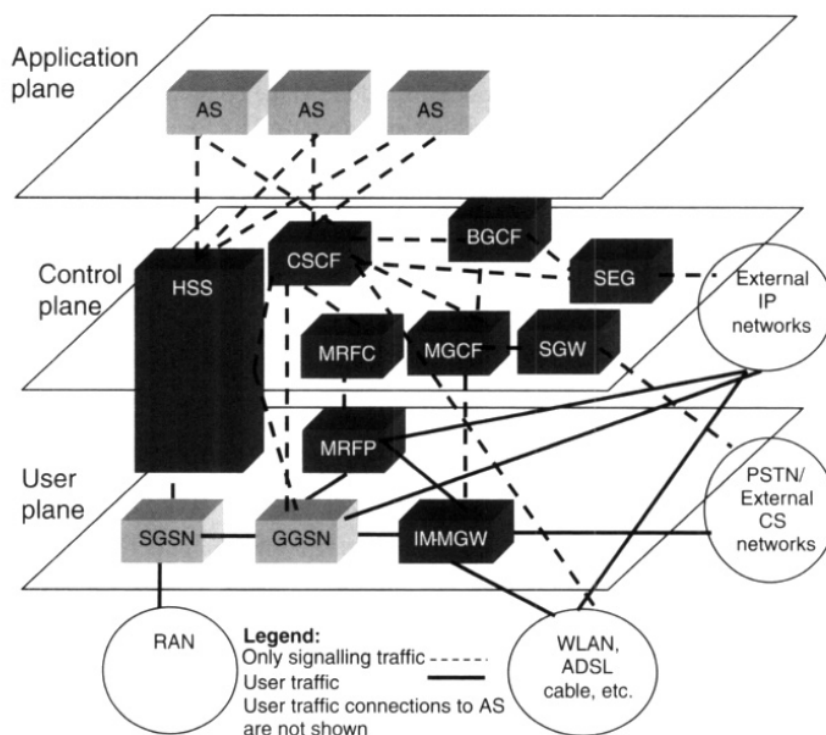 Application
plane
AS
AS
AS
Control
plane
HSS
CSCF
BGCF
SEG
External
IP
networks
MRFC
MGCF
SGW
User
plane
MRFP
PSTN/
External
CS
networks
SGSN
GGSN
IM-MGW
RAN
Legend:
Only signalling traffic
User traffic
User traffic connections to AS
are not shown
WLAN,
ADSL
cable, etc.